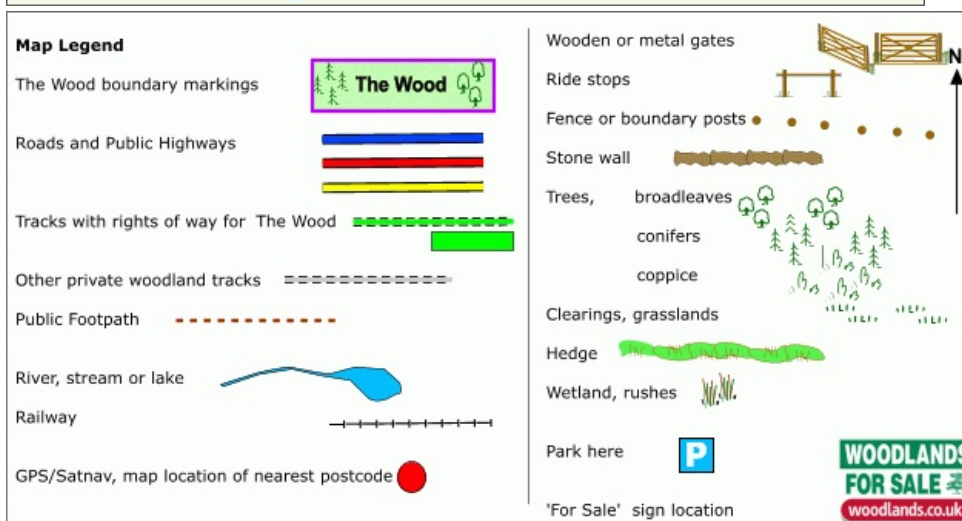 Map Legend
The Wood boundary markings
The Wood
Roads and Public Highways
Tracks with rights of way for The Wood
Other private woodland tracks
Public Footpath
River, stream or lake
Railway
GPS/Satnav, map location of nearest postcode
Wooden or metal gates
N
Ride stops
Fence or boundary posts
Stone wall
Trees, broadleaves
conifers
coppice
Clearings, grasslands
Hedge
Wetland, rushes
Park here
P
'For Sale' sign location
WOODLANDS
FOR SALE
woodlands.co.uk